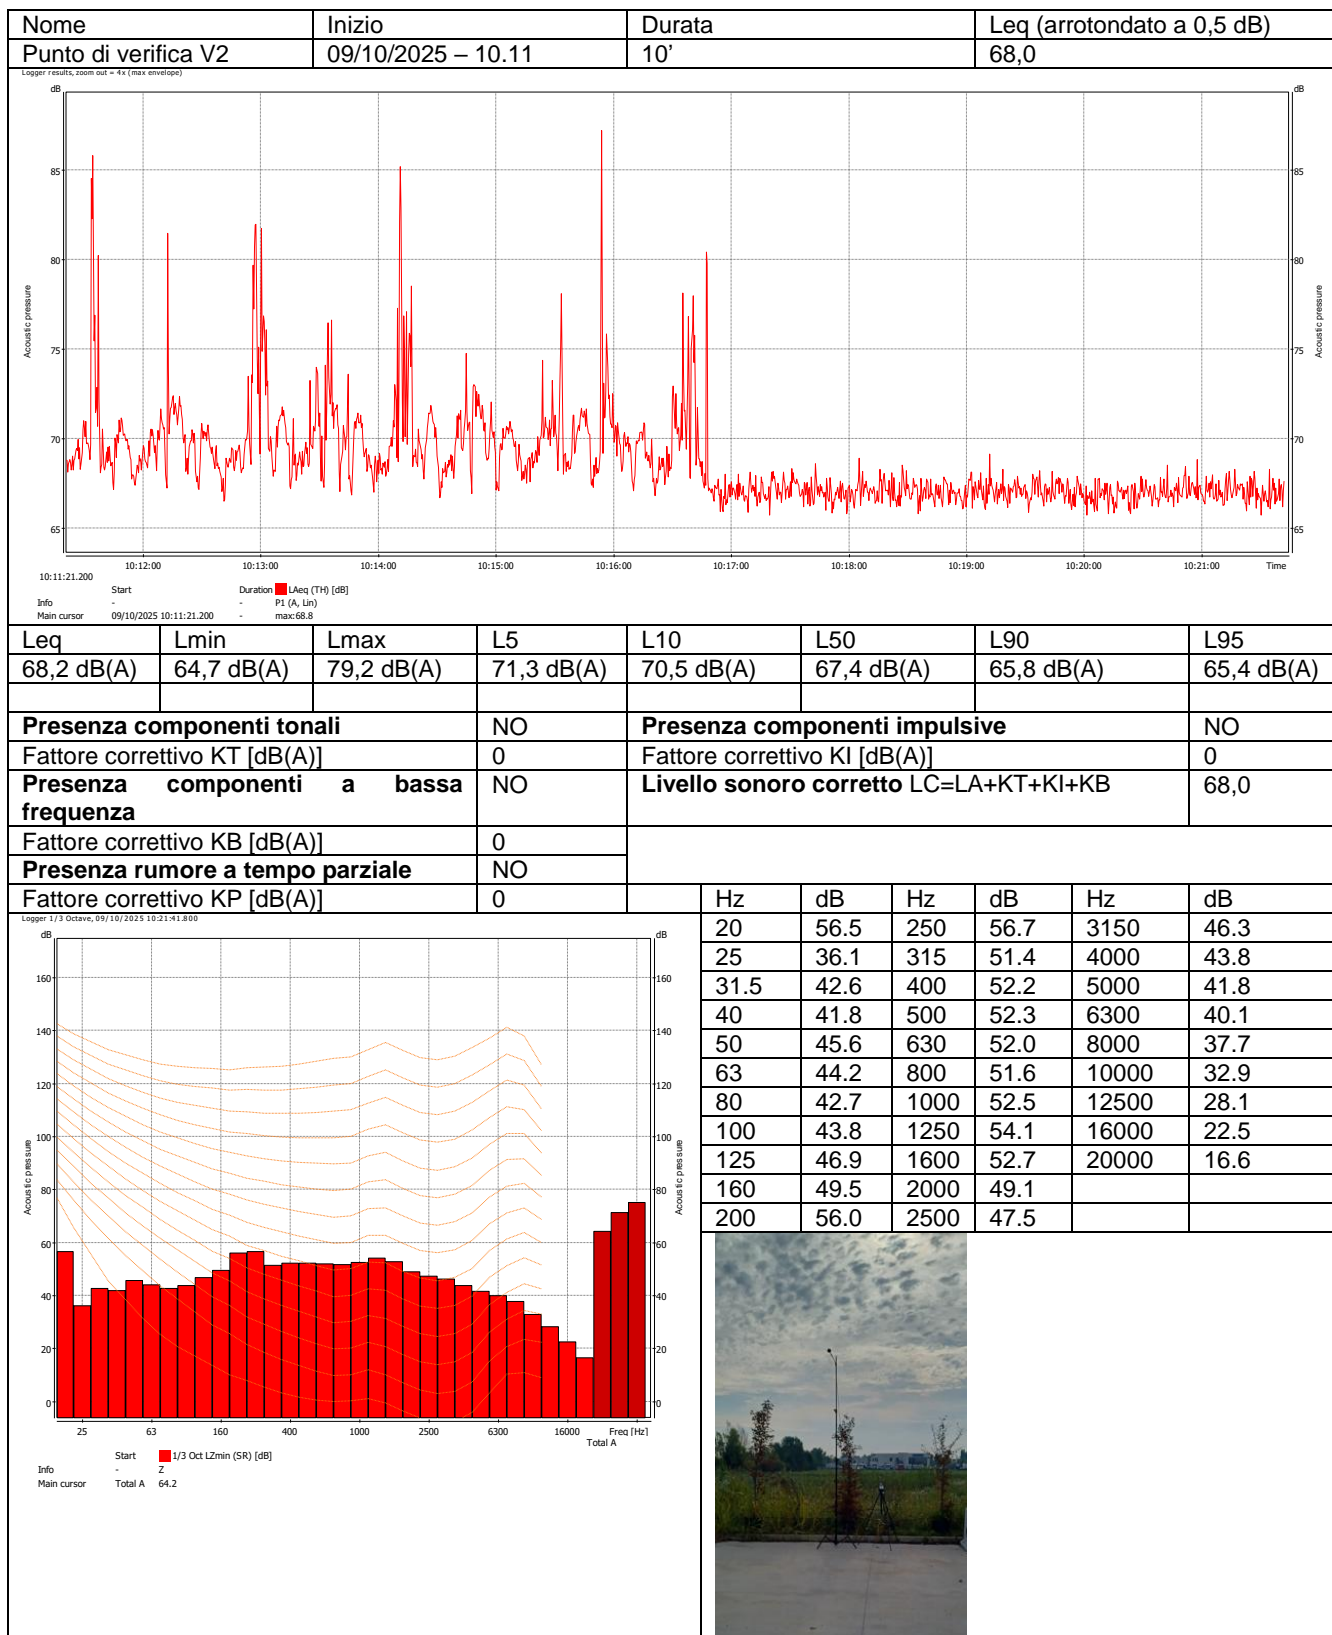 Nome Inizio Durata Leq (arrotondato a 0,5 dB)
Punto di verifica V2 09/10/2025 – 10.11 10’ 68,0
Logger results, zoom out = 4x (max envelope)
dB dB
85 85
80 80
75 75
70 70
65 65
Acoustic pressure Acoustic pressure
10:12:00 10:13:00 10:14:00 10:15:00 10:16:00 10:17:00 10:18:00 10:19:00 10:20:00 10:21:00 Time
10:11:21.200
Start Duration LAeq (TH) [dB]
Info - - P1 (A, Lin)
Main cursor 09/10/2025 10:11:21.200 - max:68.8
Leq Lmin Lmax L5 L10 L50 L90 L95
68,2 dB(A) 64,7 dB(A) 79,2 dB(A) 71,3 dB(A) 70,5 dB(A) 67,4 dB(A) 65,8 dB(A) 65,4 dB(A)
Presenza componenti tonali NO Presenza componenti impulsive NO
Fattore correttivo KT [dB(A)] 0 Fattore correttivo KI [dB(A)] 0
Presenza componenti a bassa NO Livello sonoro corretto LC=LA+KT+KI+KB 68,0
frequenza
Fattore correttivo KB [dB(A)] 0
Presenza rumore a tempo parziale NO
Fattore correttivo KP [dB(A)] 0 Hz dB Hz dB Hz dB
20 56.5 250 56.7 3150 46.3
25 36.1 315 51.4 4000 43.8
31.5 42.6 400 52.2 5000 41.8
40 41.8 500 52.3 6300 40.1
50 45.6 630 52.0 8000 37.7
63 44.2 800 51.6 10000 32.9
80 42.7 1000 52.5 12500 28.1
100 43.8 1250 54.1 16000 22.5
125 46.9 1600 52.7 20000 16.6
160 49.5 2000 49.1
200 56.0 2500 47.5
Logger 1/3 Octave, 09/10/2025 10:21:41.800
dB dB
160 160
140 140
120 120
100 100
80 80
60 60
40 40
20 20
0 0
Acoustic pressure Acoustic pressure
25 63 160 400 1000 2500 6300 16000 Freq [Hz]
Total A
Start 1/3 Oct LZmin (SR) [dB]
Info - Z
Main cursor Total A 64.2